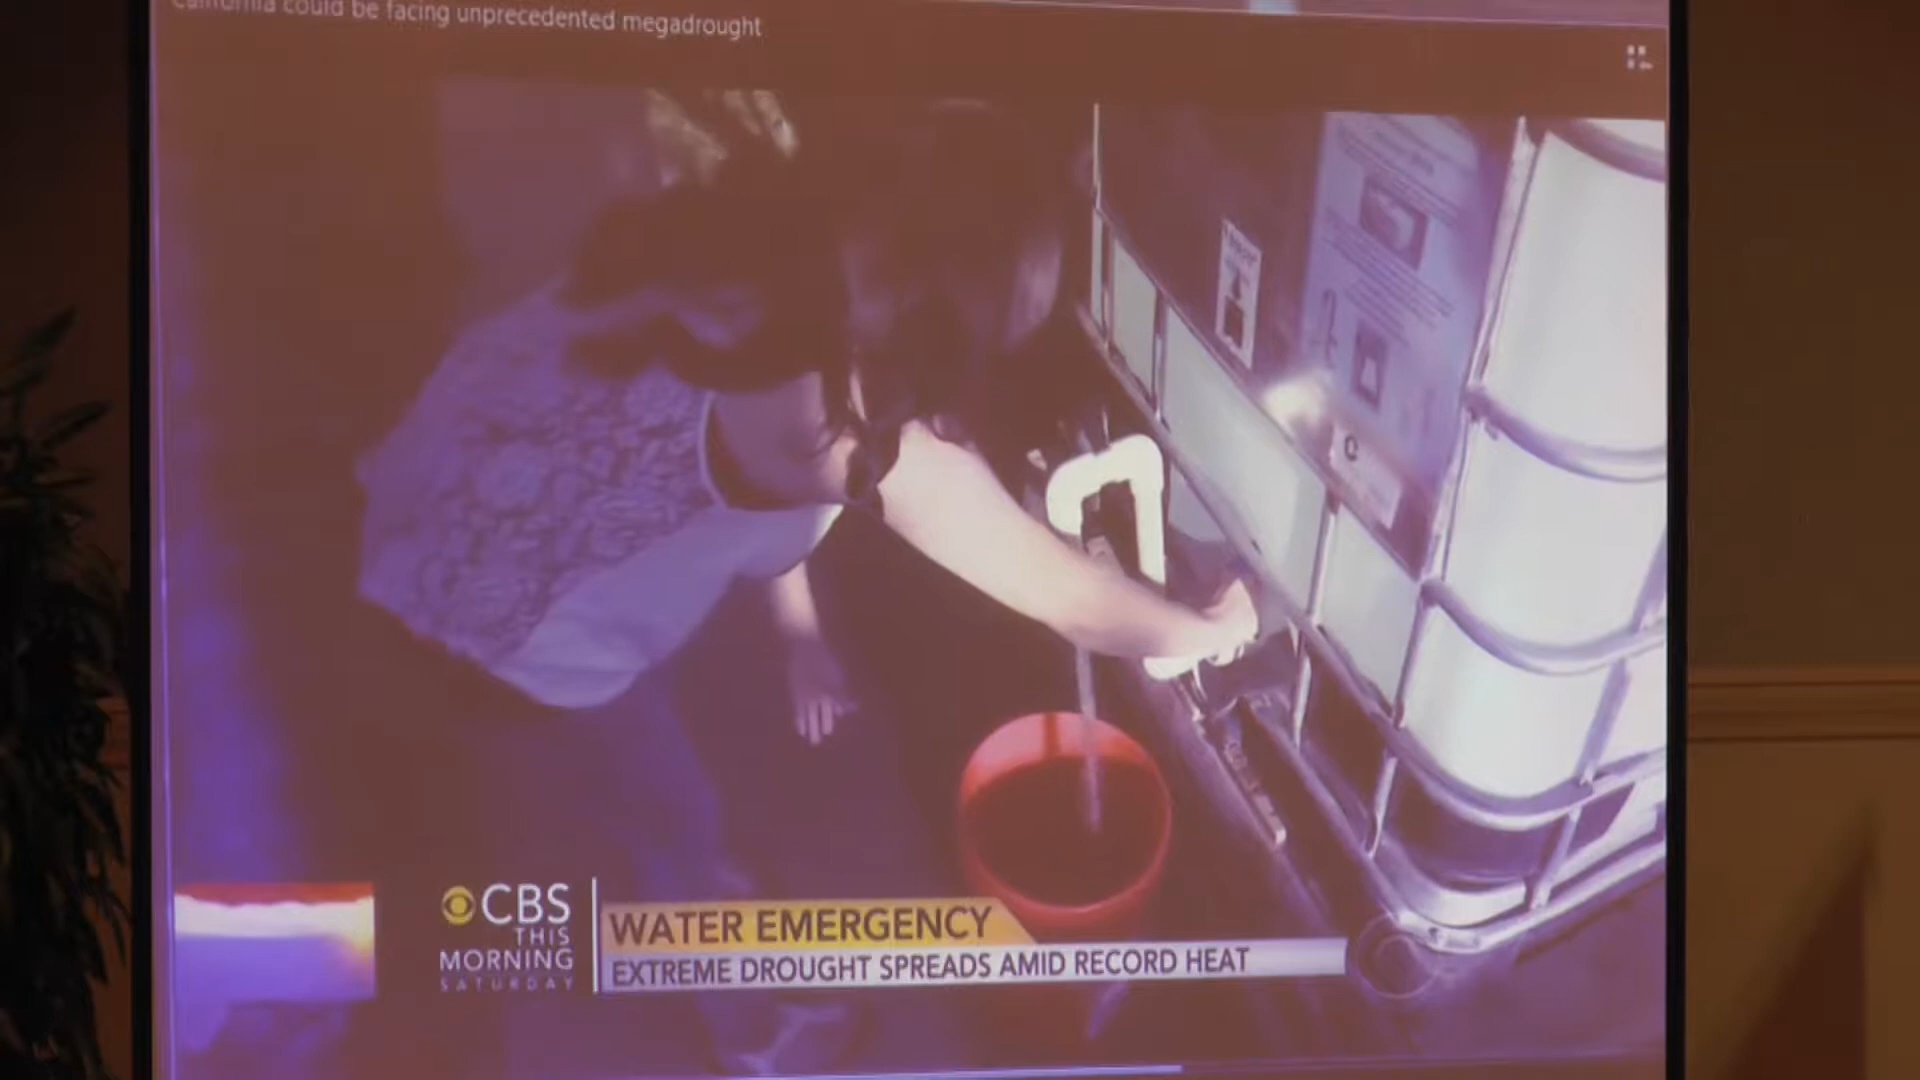 California could be facing unprecedented megadrought
CBS
THIS
MORNING
SATURDAY
WATER EMERGENCY
EXTREME DROUGHT SPREADS AMID RECORD HEAT